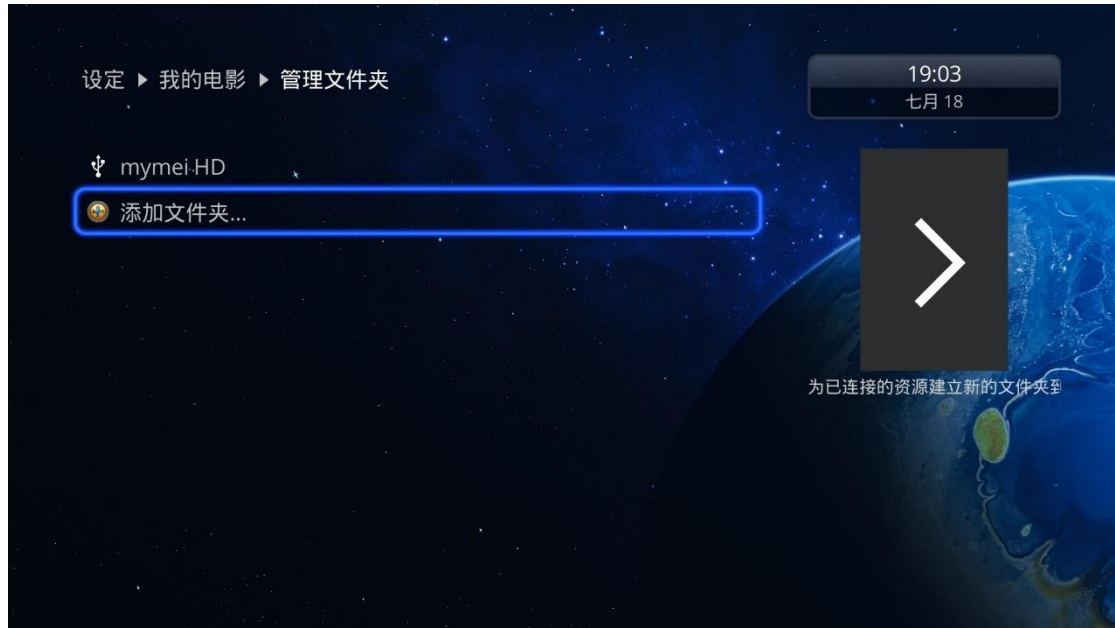 设定 ▶ 我的电影 ▶ 管理文件夹
19:03
七月 18
mymei HD
添加文件夹...
为已连接的资源建立新的文件夹到